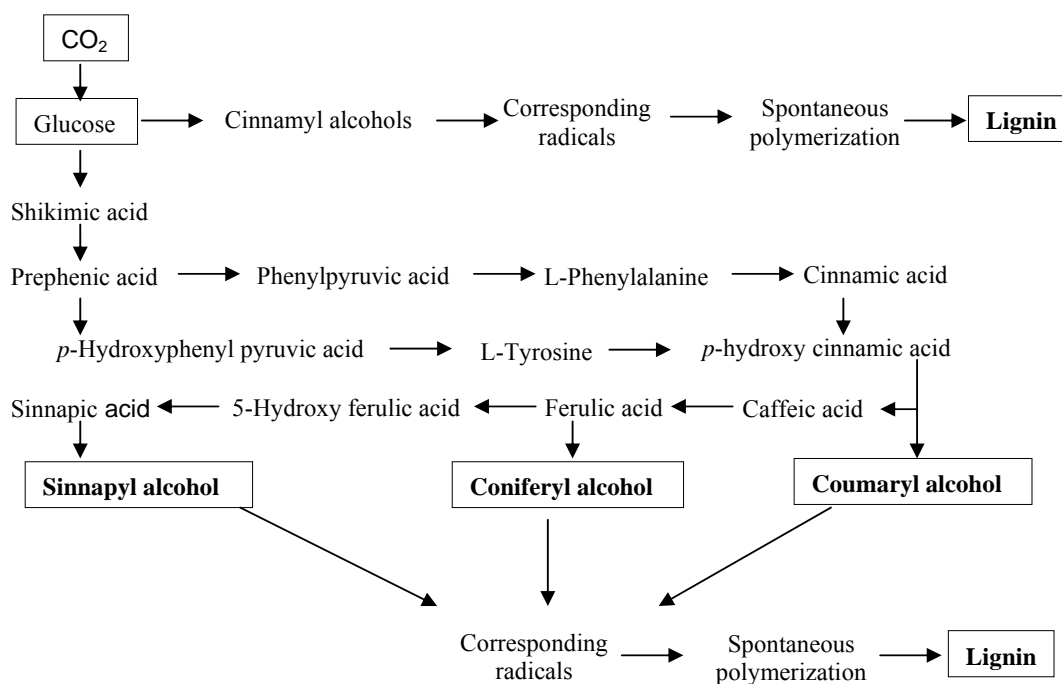 CO₂
Glucose
Cinnamyl alcohols
Corresponding
radicals
Spontaneous
polymerization
Lignin
Shikimic acid
Prephenic acid
Phenylpyruvic acid
L-Phenylalanine
Cinnamic acid
p-Hydroxyphenyl pyruvic acid
L-Tyrosine
p-hydroxy cinnamic acid
Sinnapic acid
5-Hydroxy ferulic acid
Ferulic acid
Caffeic acid
Sinnapyl alcohol
Coniferyl alcohol
Coumaryl alcohol
Corresponding
radicals
Spontaneous
polymerization
Lignin